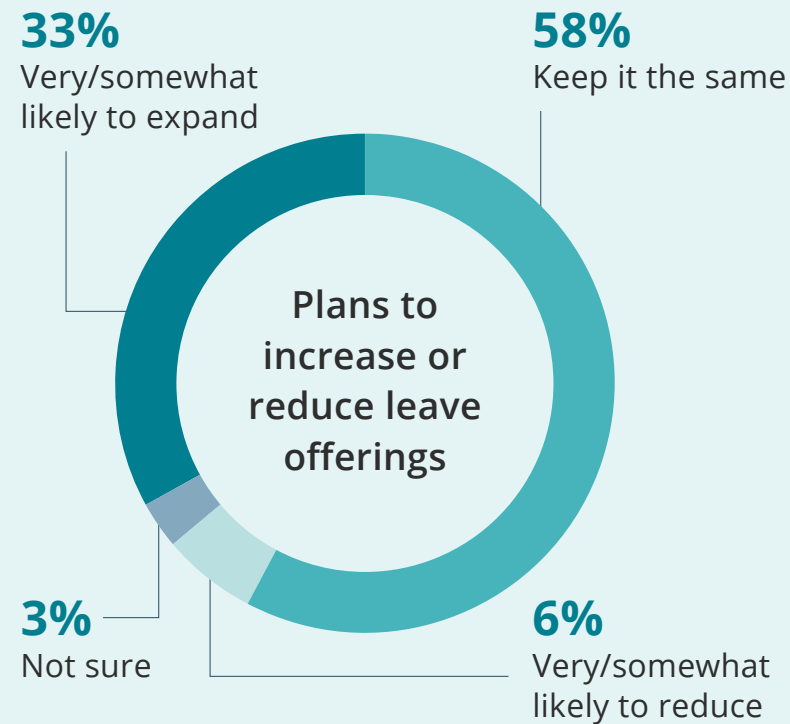 33%
Very/somewhat
likely to expand
58%
Keep it the same
Plans to
increase or
reduce leave
offerings
3%
Not sure
6%
Very/somewhat
likely to reduce